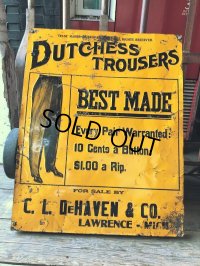 DUTCHESS
TROUSERS
BEST MADE
Every Pair Warranted:
10 Cents a Button
$1.00 a Rip.
SOLD OUT
FOR SALE BY
C. L. DeHAVEN & CO.
LAWRENCE - MICH